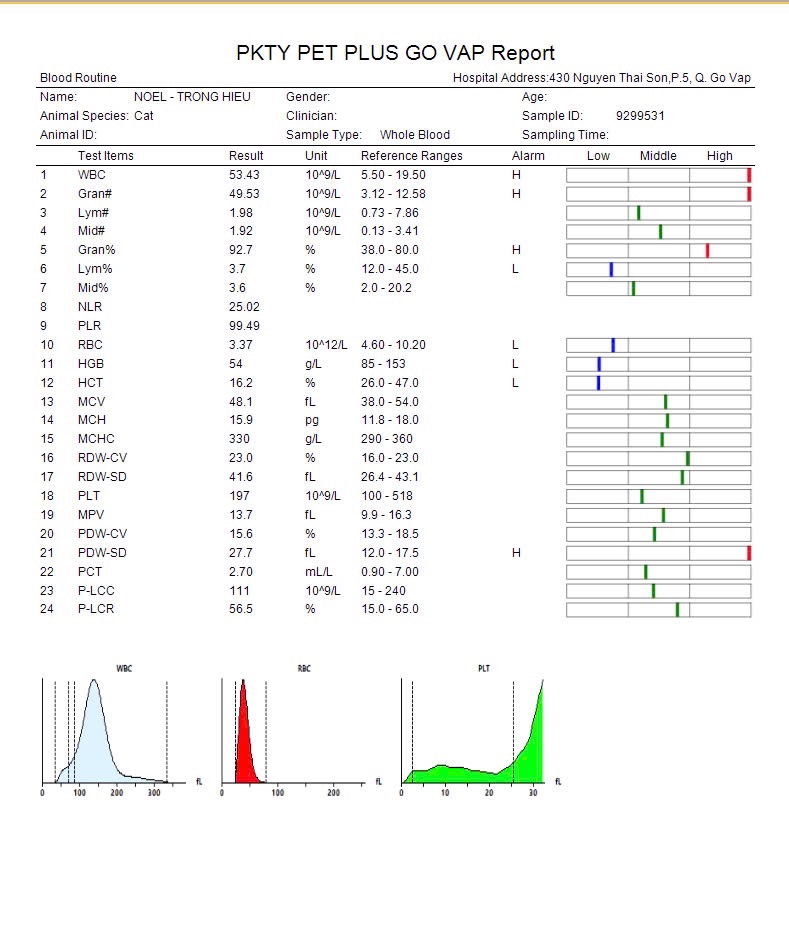 PKTY PET PLUS GO VAP Report
Blood Routine Hospital Address:430 Nguyen Thai Son,P.5, Q. Go Vap
Name: NOEL - TRONG HIEU Gender: Age:
Animal Species: Cat Clinician: Sample ID: 9299531
Animal ID: Sample Type: Whole Blood Sampling Time:
Test Items Result Unit Reference Ranges Alarm Low Middle High
1 WBC 53.43 10^9/L 5.50 - 19.50 H
2 Gran# 49.53 10^9/L 3.12 - 12.58 H
3 Lym# 1.98 10^9/L 0.73 - 7.86
4 Mid# 1.92 10^9/L 0.13 - 3.41
5 Gran% 92.7 % 38.0 - 80.0 H
6 Lym% 3.7 % 12.0 - 45.0 L
7 Mid% 3.6 % 2.0 - 20.2
8 NLR 25.02
9 PLR 99.49
10 RBC 3.37 10^12/L 4.60 - 10.20 L
11 HGB 54 g/L 85 - 153 L
12 HCT 16.2 % 26.0 - 47.0 L
13 MCV 48.1 fL 38.0 - 54.0
14 MCH 15.9 pg 11.8 - 18.0
15 MCHC 330 g/L 290 - 360
16 RDW-CV 23.0 % 16.0 - 23.0
17 RDW-SD 41.6 fL 26.4 - 43.1
18 PLT 197 10^9/L 100 - 518
19 MPV 13.7 fL 9.9 - 16.3
20 PDW-CV 15.6 % 13.3 - 18.5
21 PDW-SD 27.7 fL 12.0 - 17.5 H
22 PCT 2.70 mL/L 0.90 - 7.00
23 P-LCC 111 10^9/L 15 - 240
24 P-LCR 56.5 % 15.0 - 65.0
WBC RBC PLT
fL fL fL
0 100 200 300 0 100 200 0 10 20 30